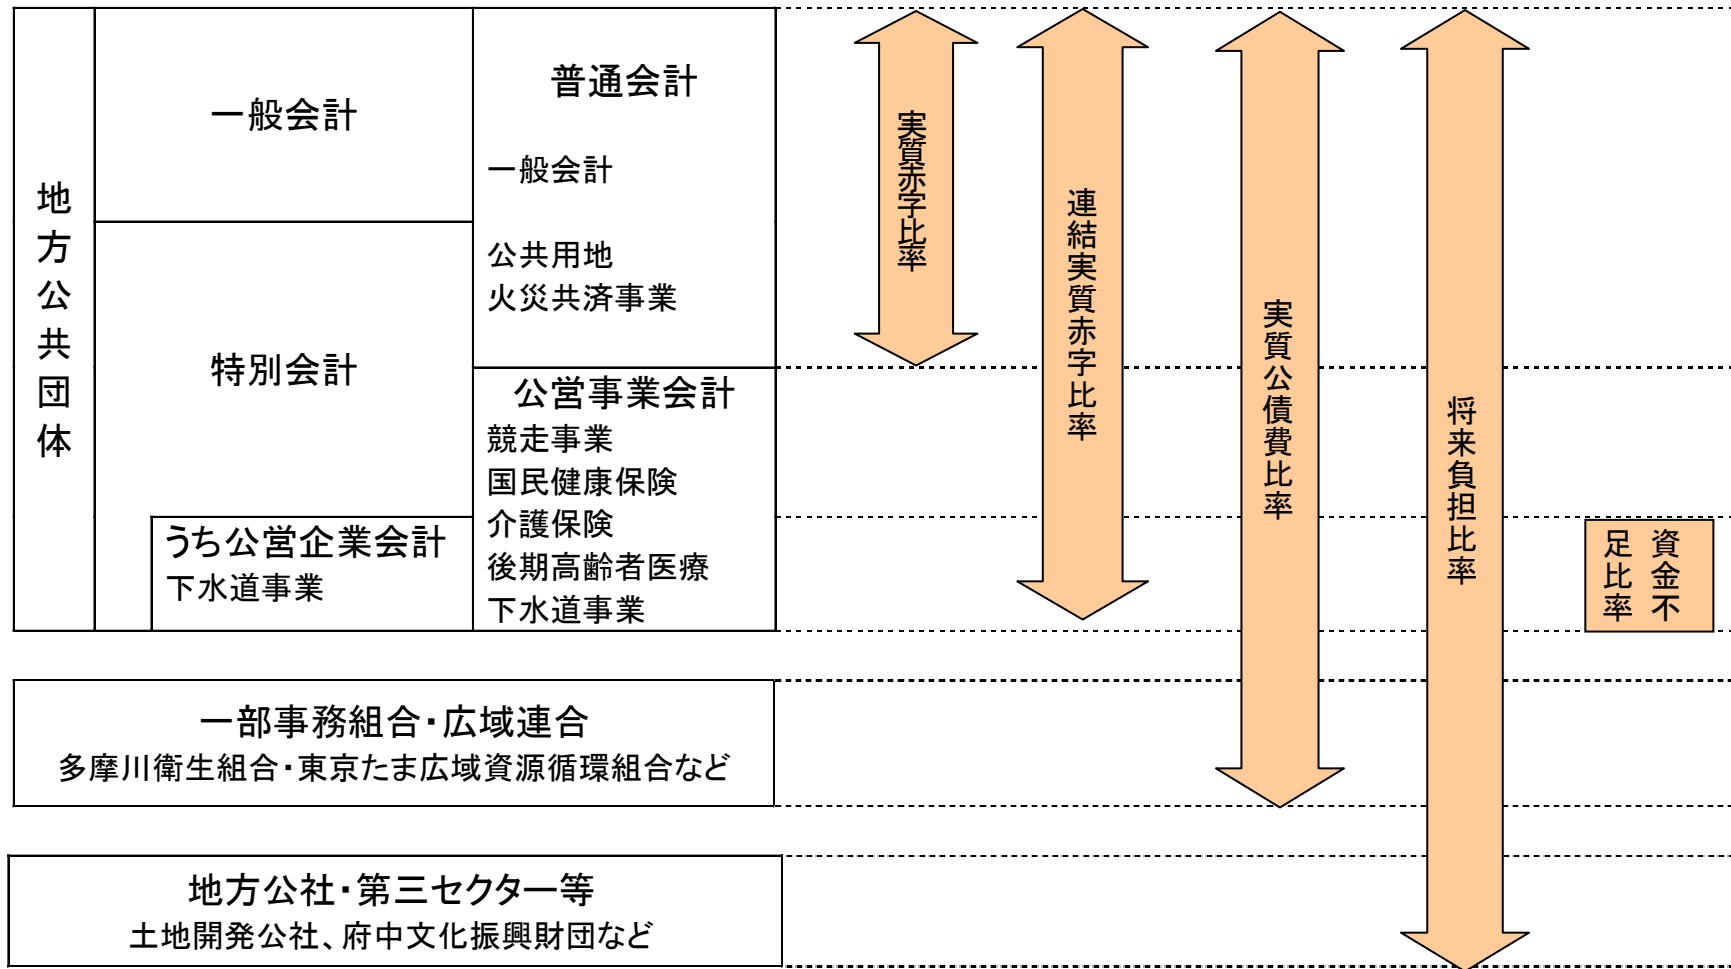 地方公共団体
一般会計
特別会計
うち公営企業会計
下水道事業
普通会計
一般会計
公共用地
火災共済事業
公営事業会計
競走事業
国民健康保険
介護保険
後期高齢者医療
下水道事業
実質赤字比率
連結実質赤字比率
実質公債費比率
将来負担比率
資金不
足比率
一部事務組合・広域連合
多摩川衛生組合・東京たま広域資源循環組合など
地方公社・第三セクター等
土地開発公社、府中文化振興財団など